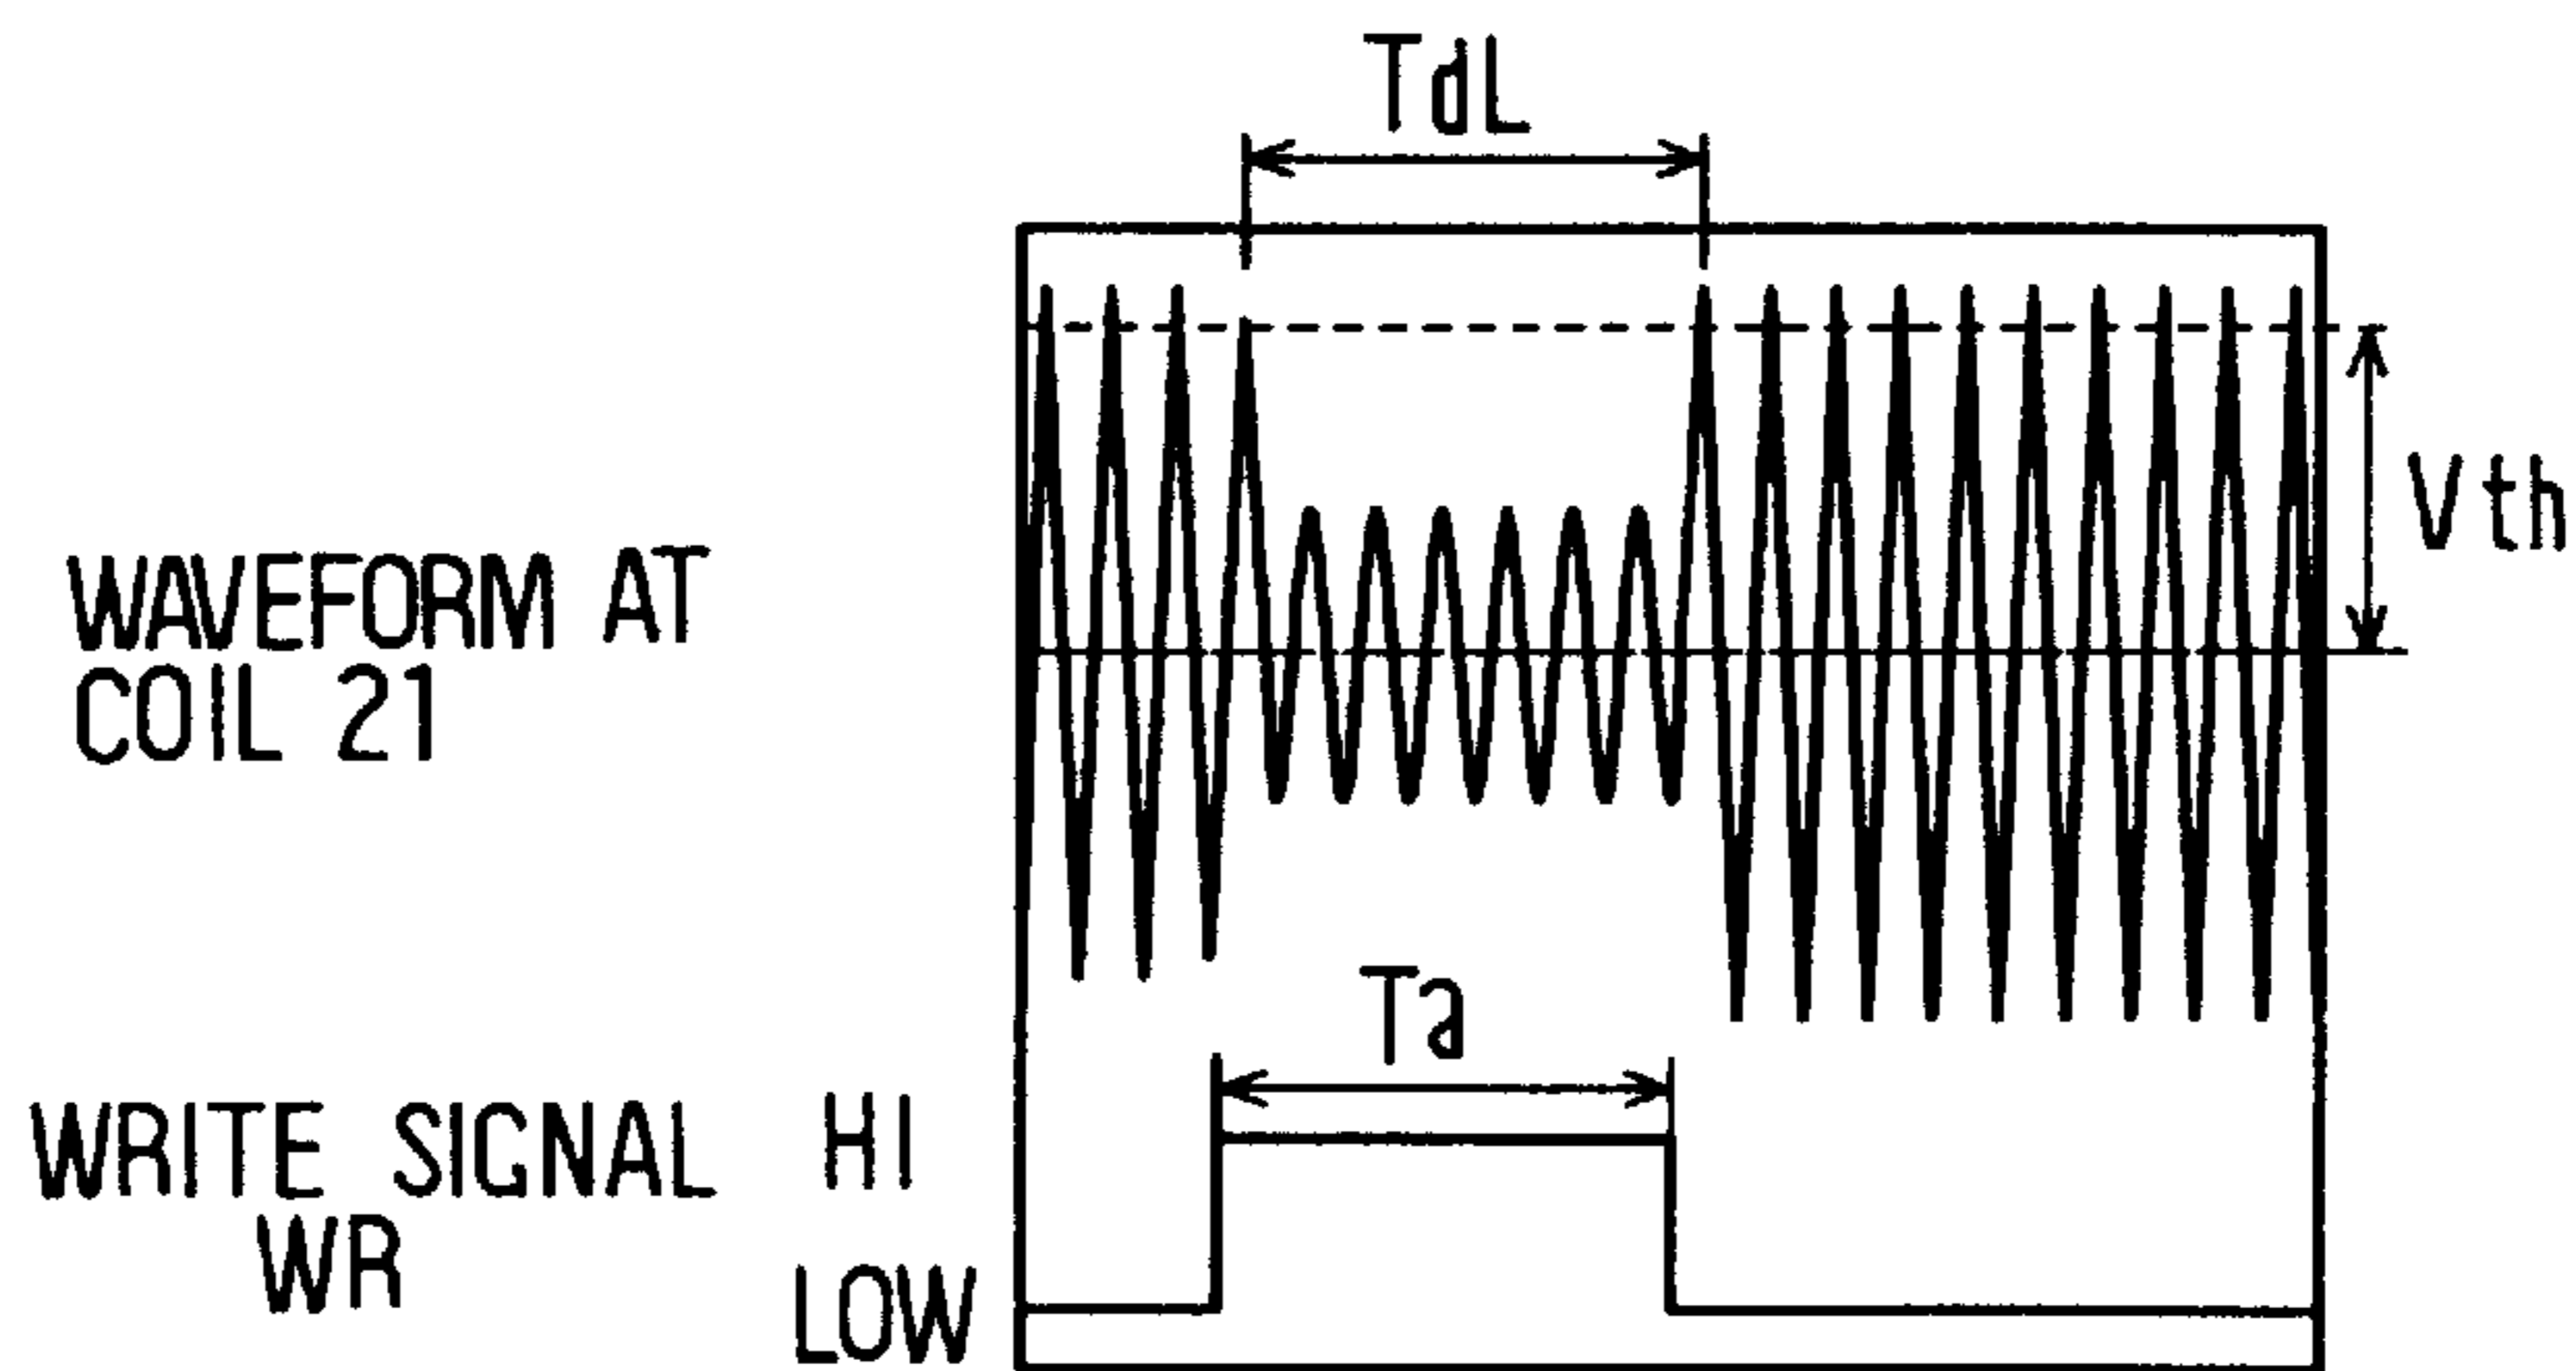 TdL
Vth
WAVEFORM AT
COIL 21
Ta
WRITE SIGNAL HI
WR
LOW